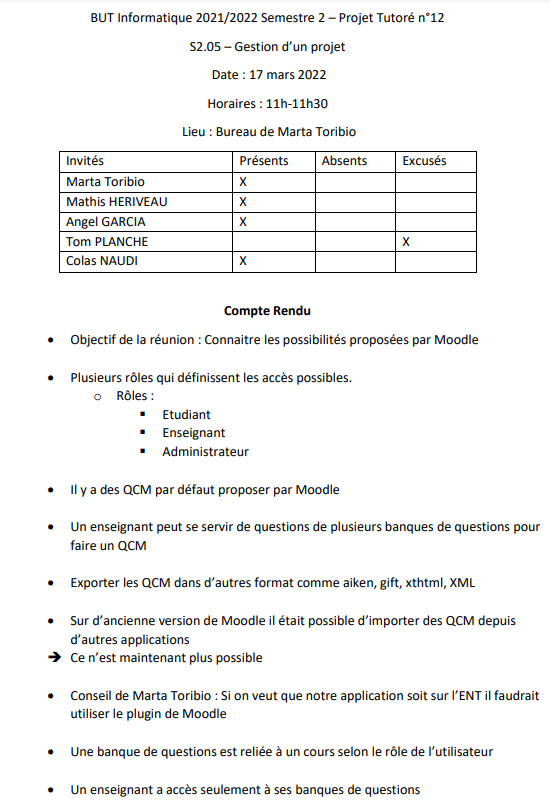 BUT Informatique 2021/2022 Semestre 2 – Projet Tutoré n°12
S2.05 – Gestion d'un projet
Date : 17 mars 2022
Horaires : 11h-11h30
Lieu : Bureau de Marta Toribio
Invités Présents Absents Excusés
Marta Toribio X
Mathis HERIVEAU X
Angel GARCIA X
Tom PLANCHE X
Colas NAUDI X
Compte Rendu
• Objectif de la réunion : Connaitre les possibilités proposées par Moodle
• Plusieurs rôles qui définissent les accès possibles.
o Rôles :
▪ Etudiant
▪ Enseignant
▪ Administrateur
• Il y a des QCM par défaut proposer par Moodle
• Un enseignant peut se servir de questions de plusieurs banques de questions pour
faire un QCM
• Exporter les QCM dans d'autres format comme aiken, gift, xthtml, XML
• Sur d'ancienne version de Moodle il était possible d'importer des QCM depuis
d'autres applications
➔ Ce n'est maintenant plus possible
• Conseil de Marta Toribio : Si on veut que notre application soit sur l'ENT il faudrait
utiliser le plugin de Moodle
• Une banque de questions est reliée à un cours selon le rôle de l'utilisateur
• Un enseignant a accès seulement à ses banques de questions